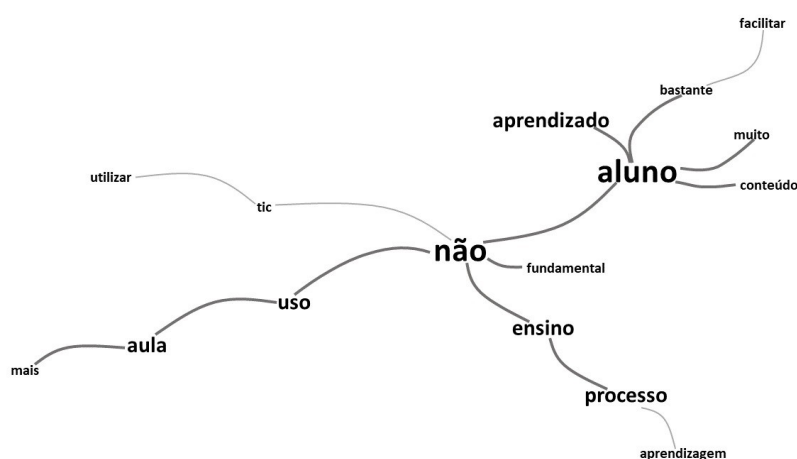 facilitar
bastante
aprendizado
muito
aluno
utilizar
conteúdo
tic
não
fundamental
uso
ensino
aula
mais
processo
aprendizagem